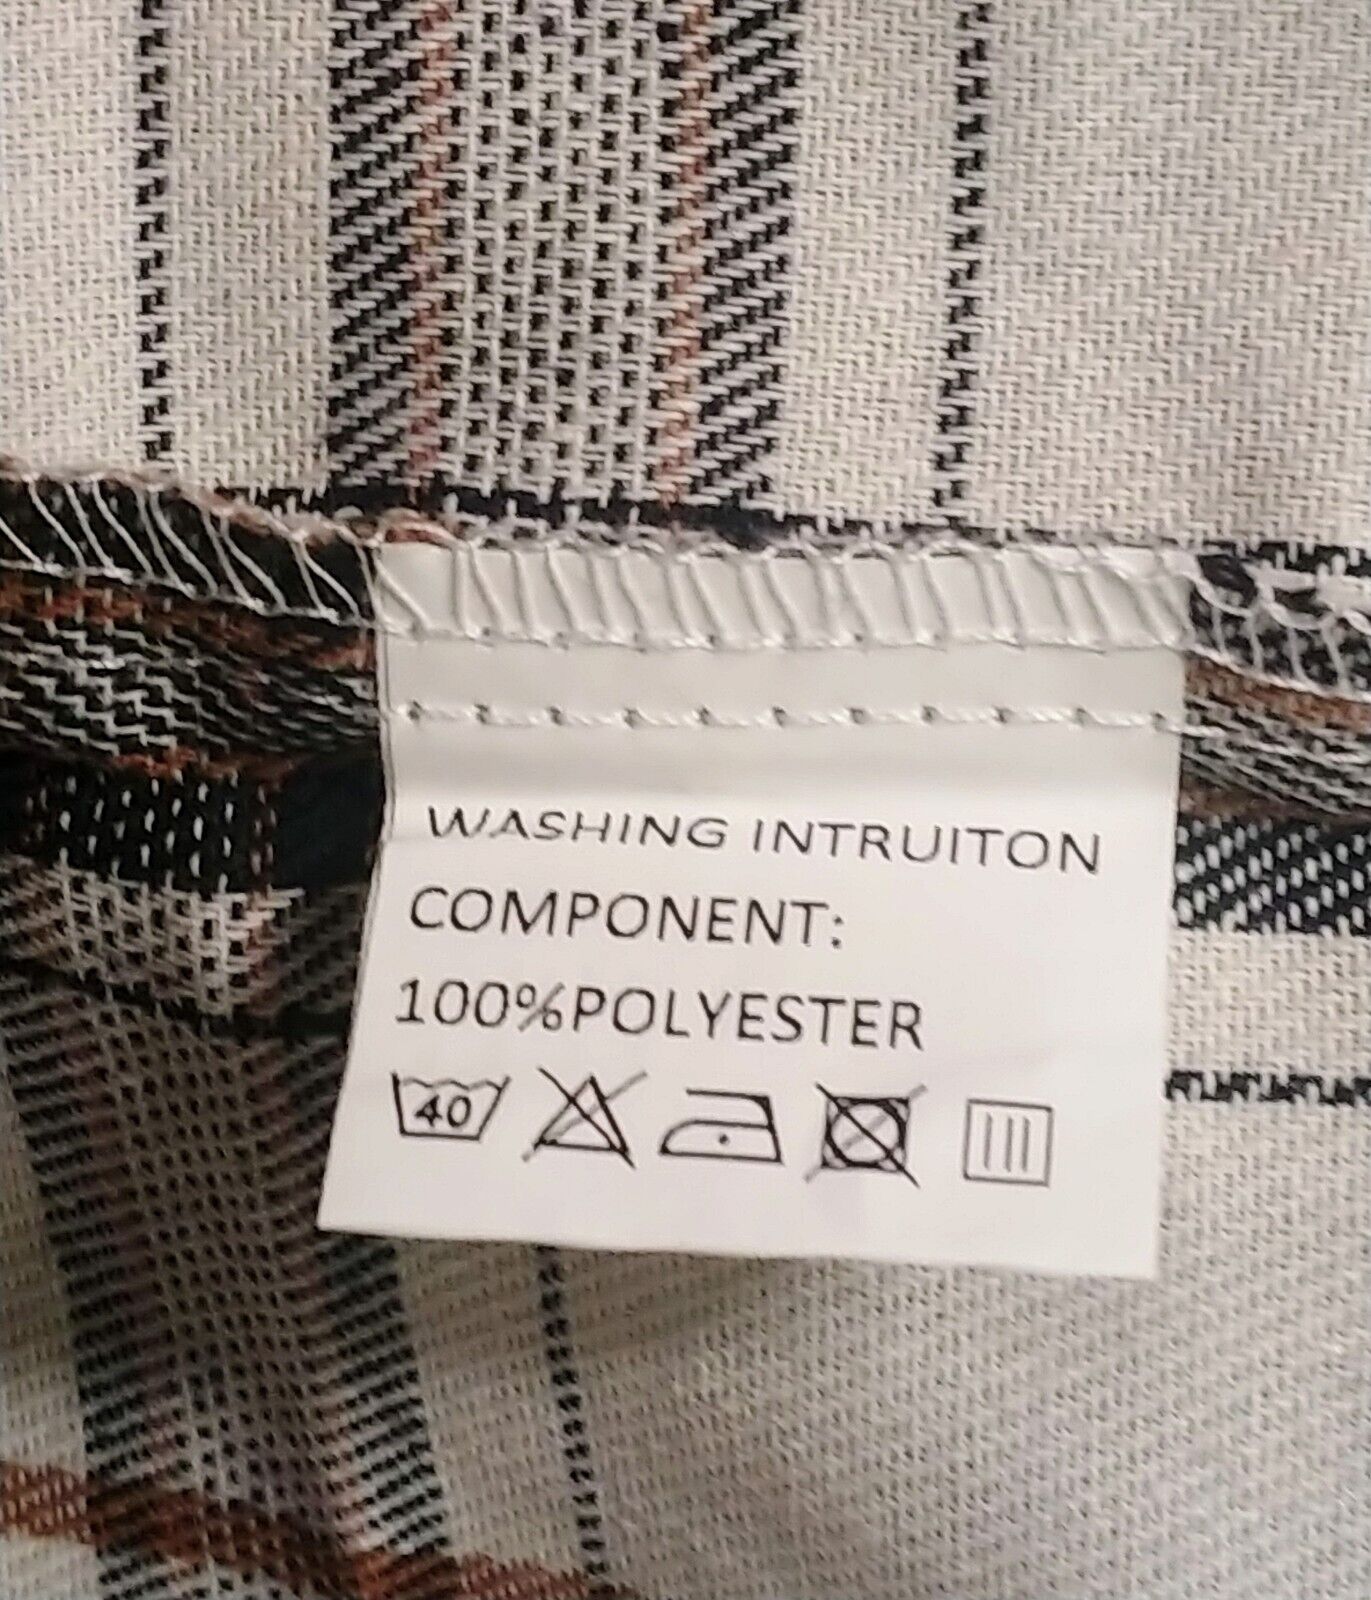 WASHING INTRUITON
COMPONENT:
100%POLYESTER
40